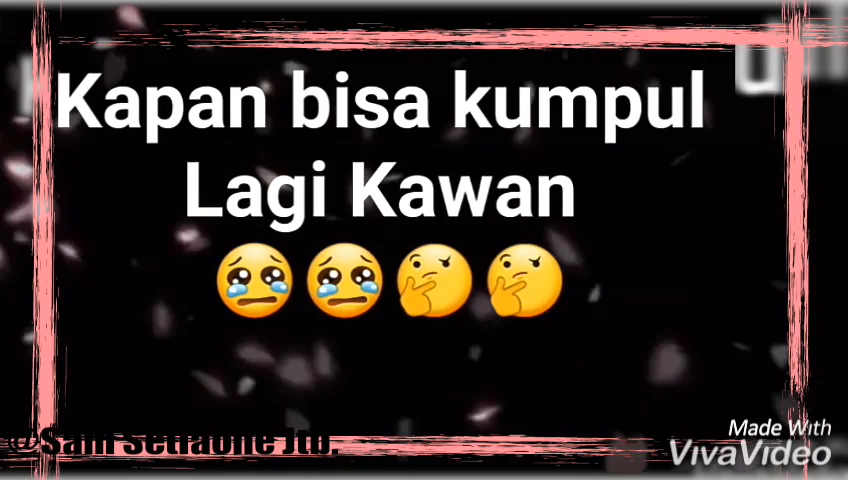 Kapan bisa kumpul
Lagi Kawan
😢😢🤔🤔
Made With
VivaVideo